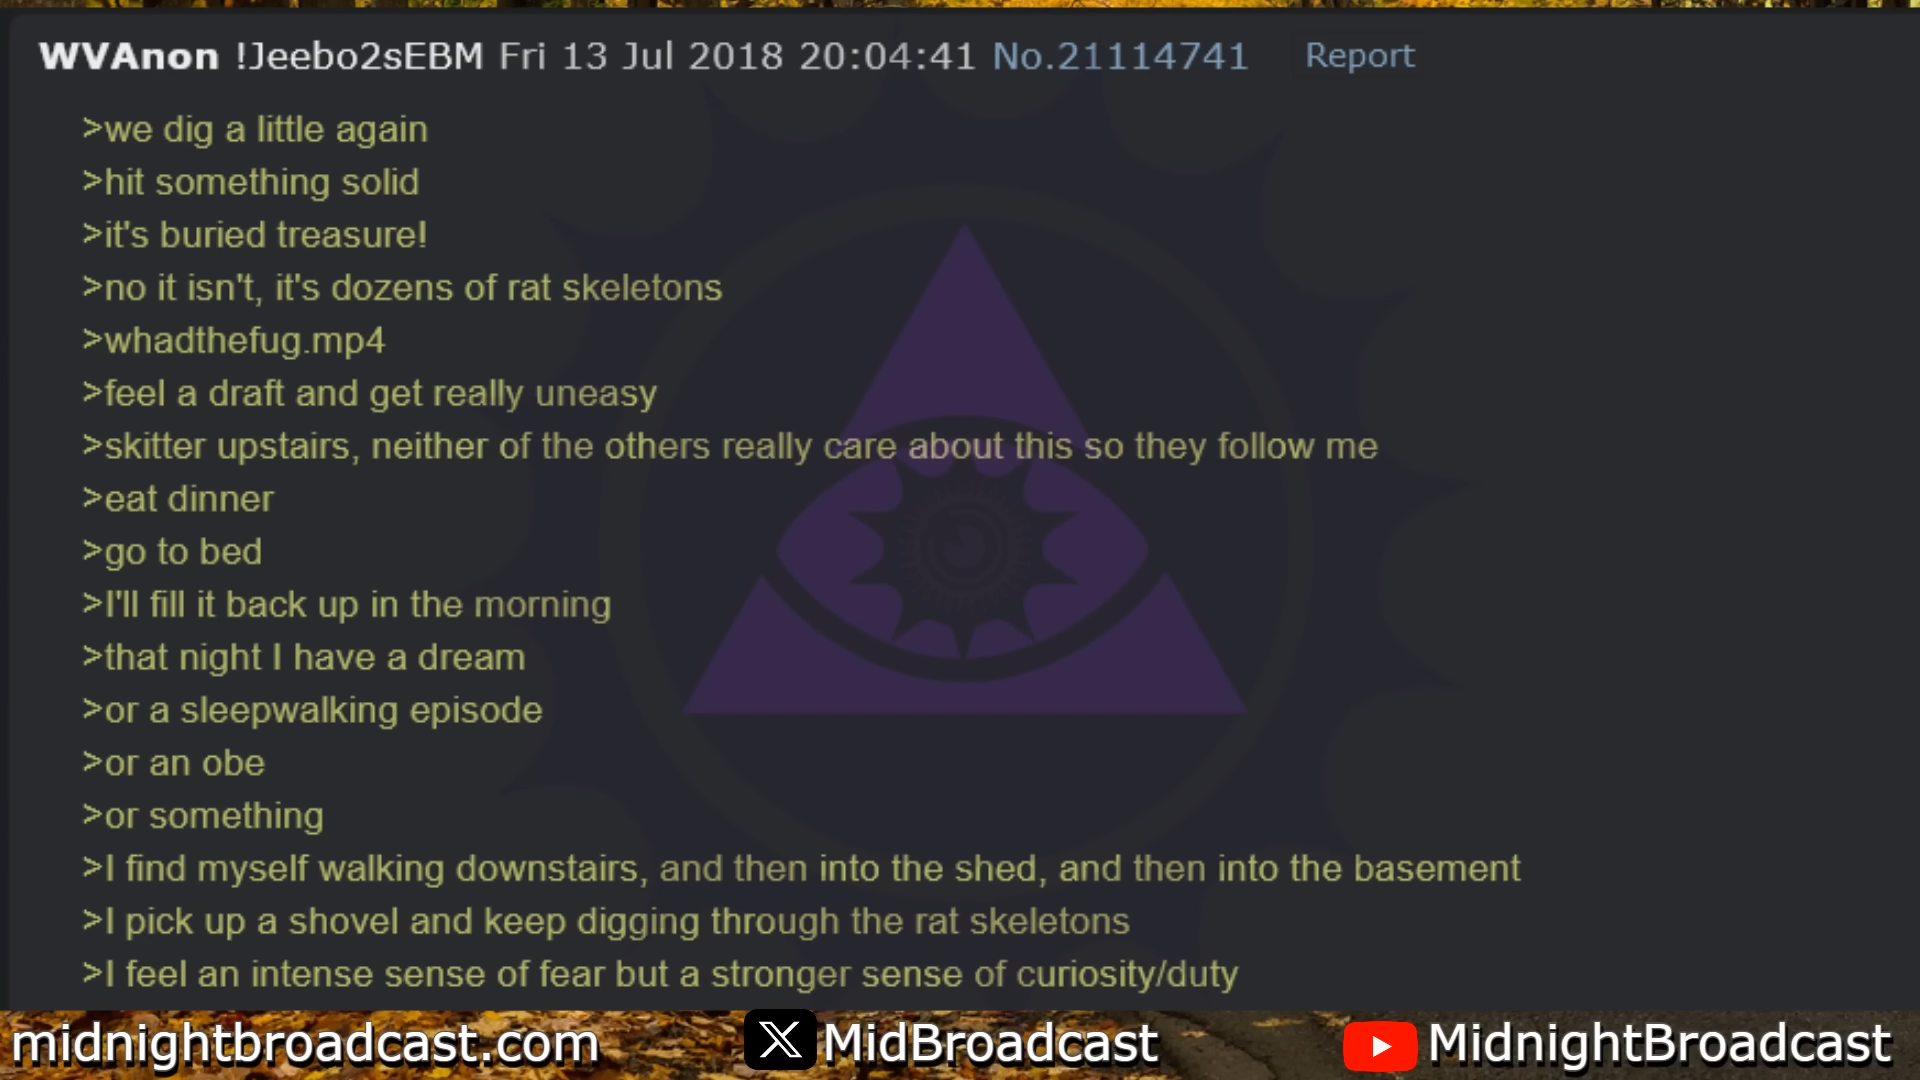 WVAnon !Jeebo2sEBM Fri 13 Jul 2018 20:04:41 No.21114741 Report
>we dig a little again
>hit something solid
>it's buried treasure!
>no it isn't, it's dozens of rat skeletons
>whadthefug.mp4
>feel a draft and get really uneasy
>skitter upstairs, neither of the others really care about this so they follow me
>eat dinner
>go to bed
>I'll fill it back up in the morning
>that night I have a dream
>or a sleepwalking episode
>or an obe
>or something
>I find myself walking downstairs, and then into the shed, and then into the basement
>I pick up a shovel and keep digging through the rat skeletons
>I feel an intense sense of fear but a stronger sense of curiosity/duty
midnightbroadcast.com X MidBroadcast MidnightBroadcast